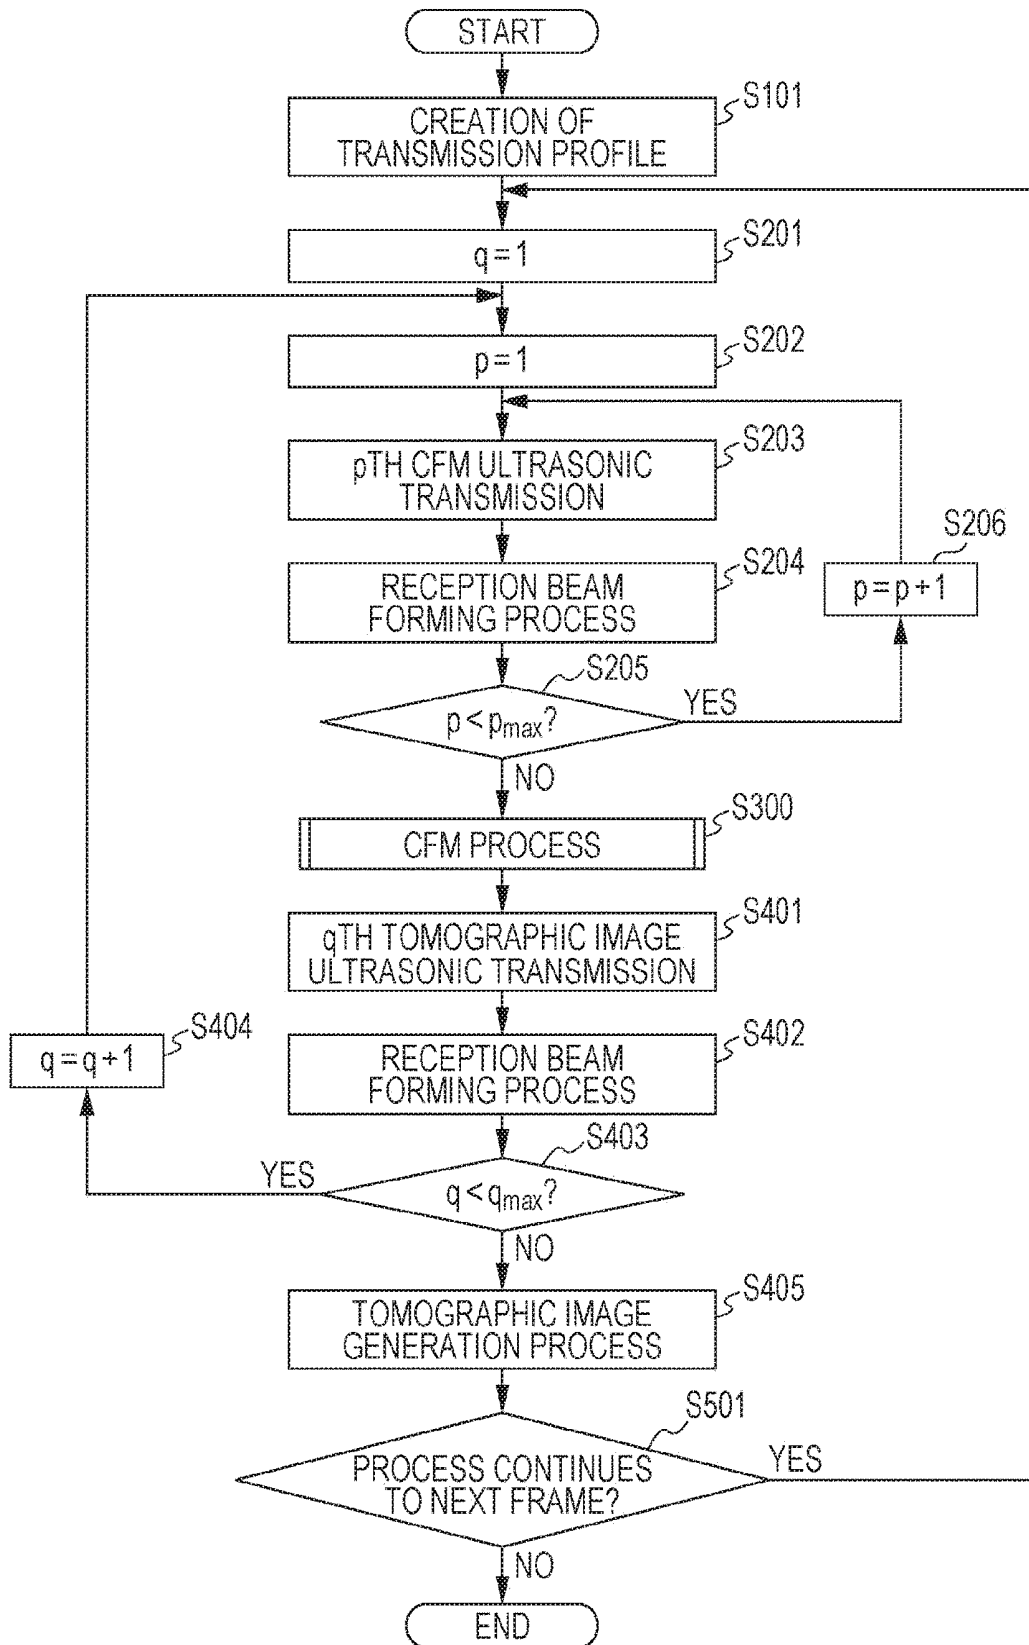 START
CREATION OF
TRANSMISSION PROFILE
S101
q=1
S201
p=1
S202
pTH CFM ULTRASONIC
TRANSMISSION
S203
RECEPTION BEAM
FORMING PROCESS
S204
p=p+1
S206
p<pmax?
S205
YES
NO
CFM PROCESS
S300
qTH TOMOGRAPHIC IMAGE
ULTRASONIC TRANSMISSION
S401
RECEPTION BEAM
FORMING PROCESS
S402
q=q+1
S404
q<qmax?
S403
YES
NO
TOMOGRAPHIC IMAGE
GENERATION PROCESS
S405
PROCESS CONTINUES
TO NEXT FRAME?
S501
YES
NO
END